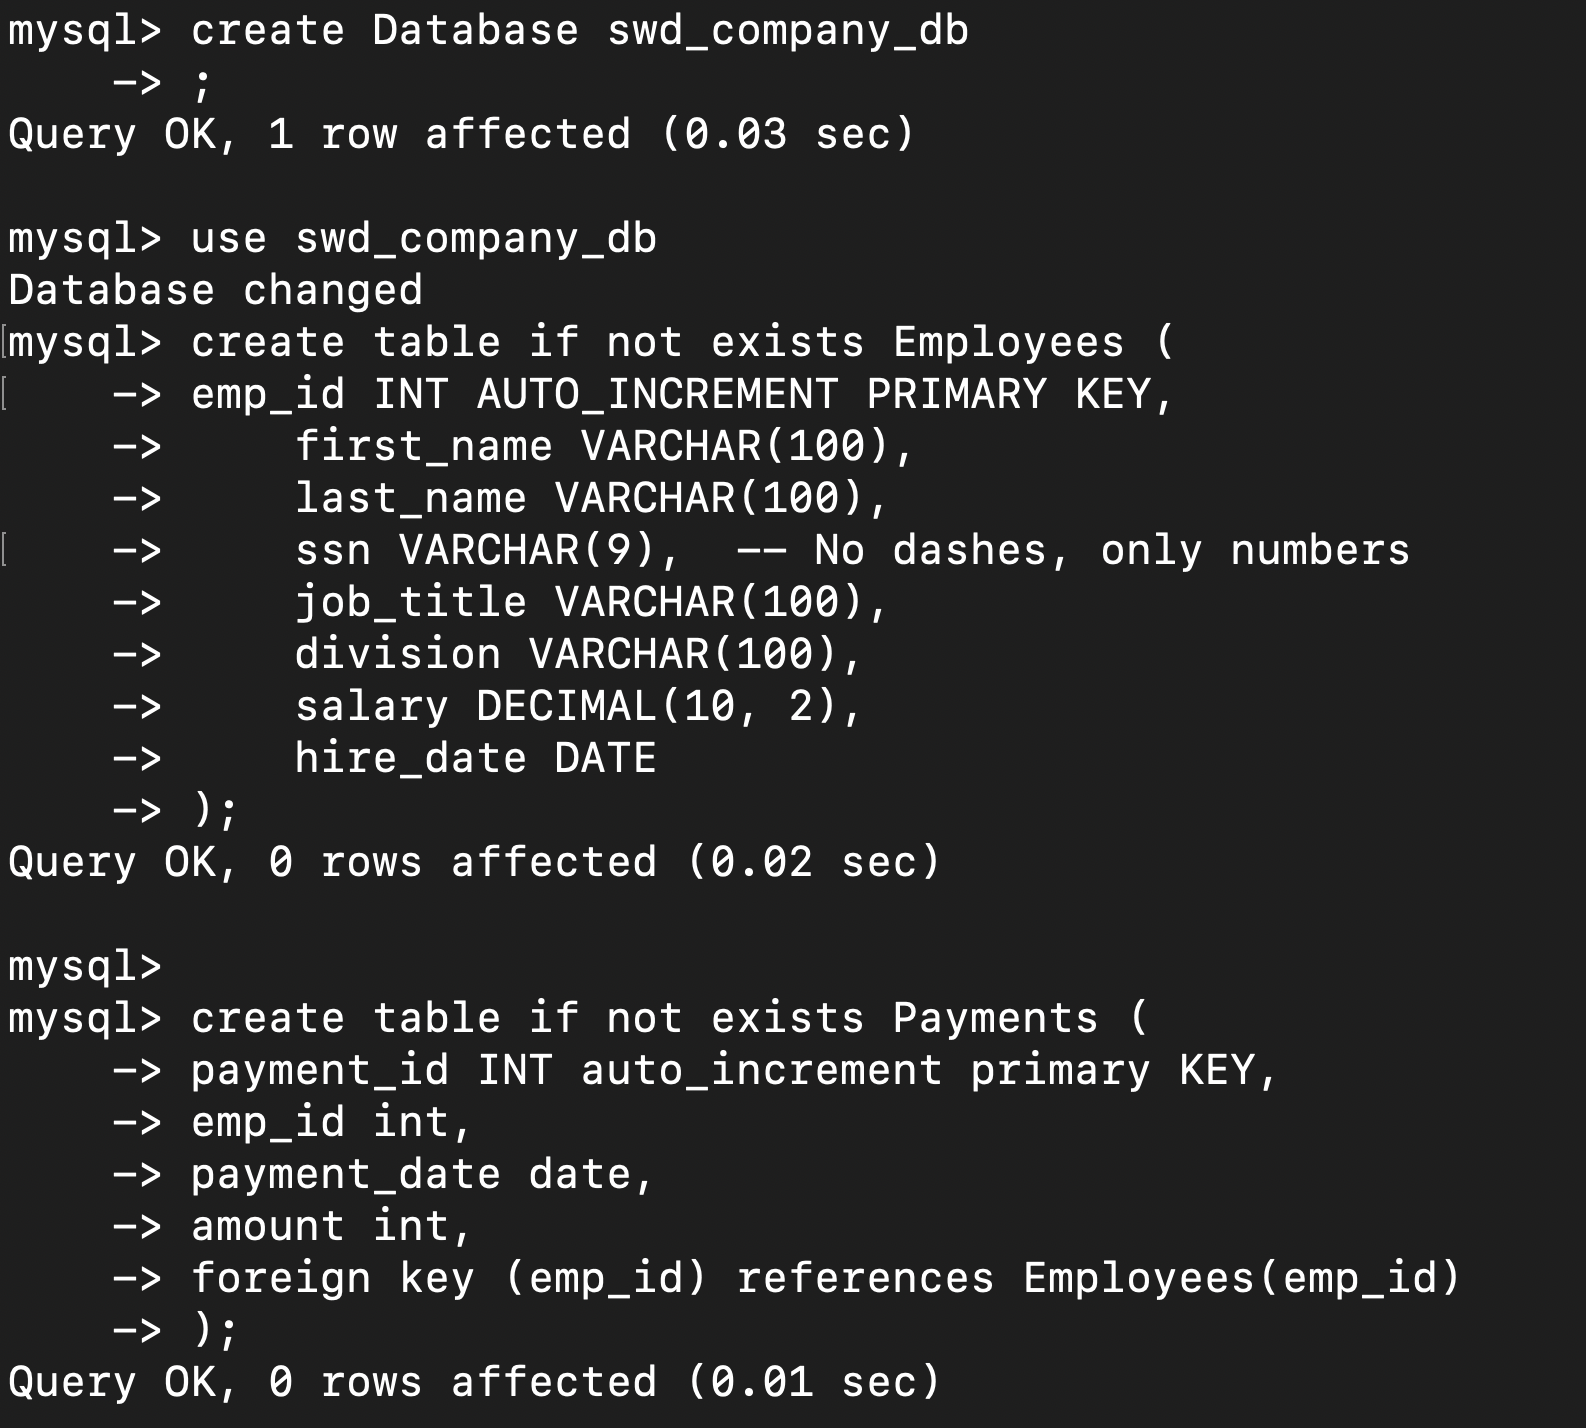 mysql> create Database swd_company_db
    -> ;
Query OK, 1 row affected (0.03 sec)

mysql> use swd_company_db
Database changed
[mysql> create table if not exists Employees (
[    -> emp_id INT AUTO_INCREMENT PRIMARY KEY,
    ->     first_name VARCHAR(100),
    ->     last_name VARCHAR(100),
[    ->     ssn VARCHAR(9),  -- No dashes, only numbers
    ->     job_title VARCHAR(100),
    ->     division VARCHAR(100),
    ->     salary DECIMAL(10, 2),
    ->     hire_date DATE
    -> );
Query OK, 0 rows affected (0.02 sec)

mysql>
mysql> create table if not exists Payments (
    -> payment_id INT auto_increment primary KEY,
    -> emp_id int,
    -> payment_date date,
    -> amount int,
    -> foreign key (emp_id) references Employees(emp_id)
    -> );
Query OK, 0 rows affected (0.01 sec)